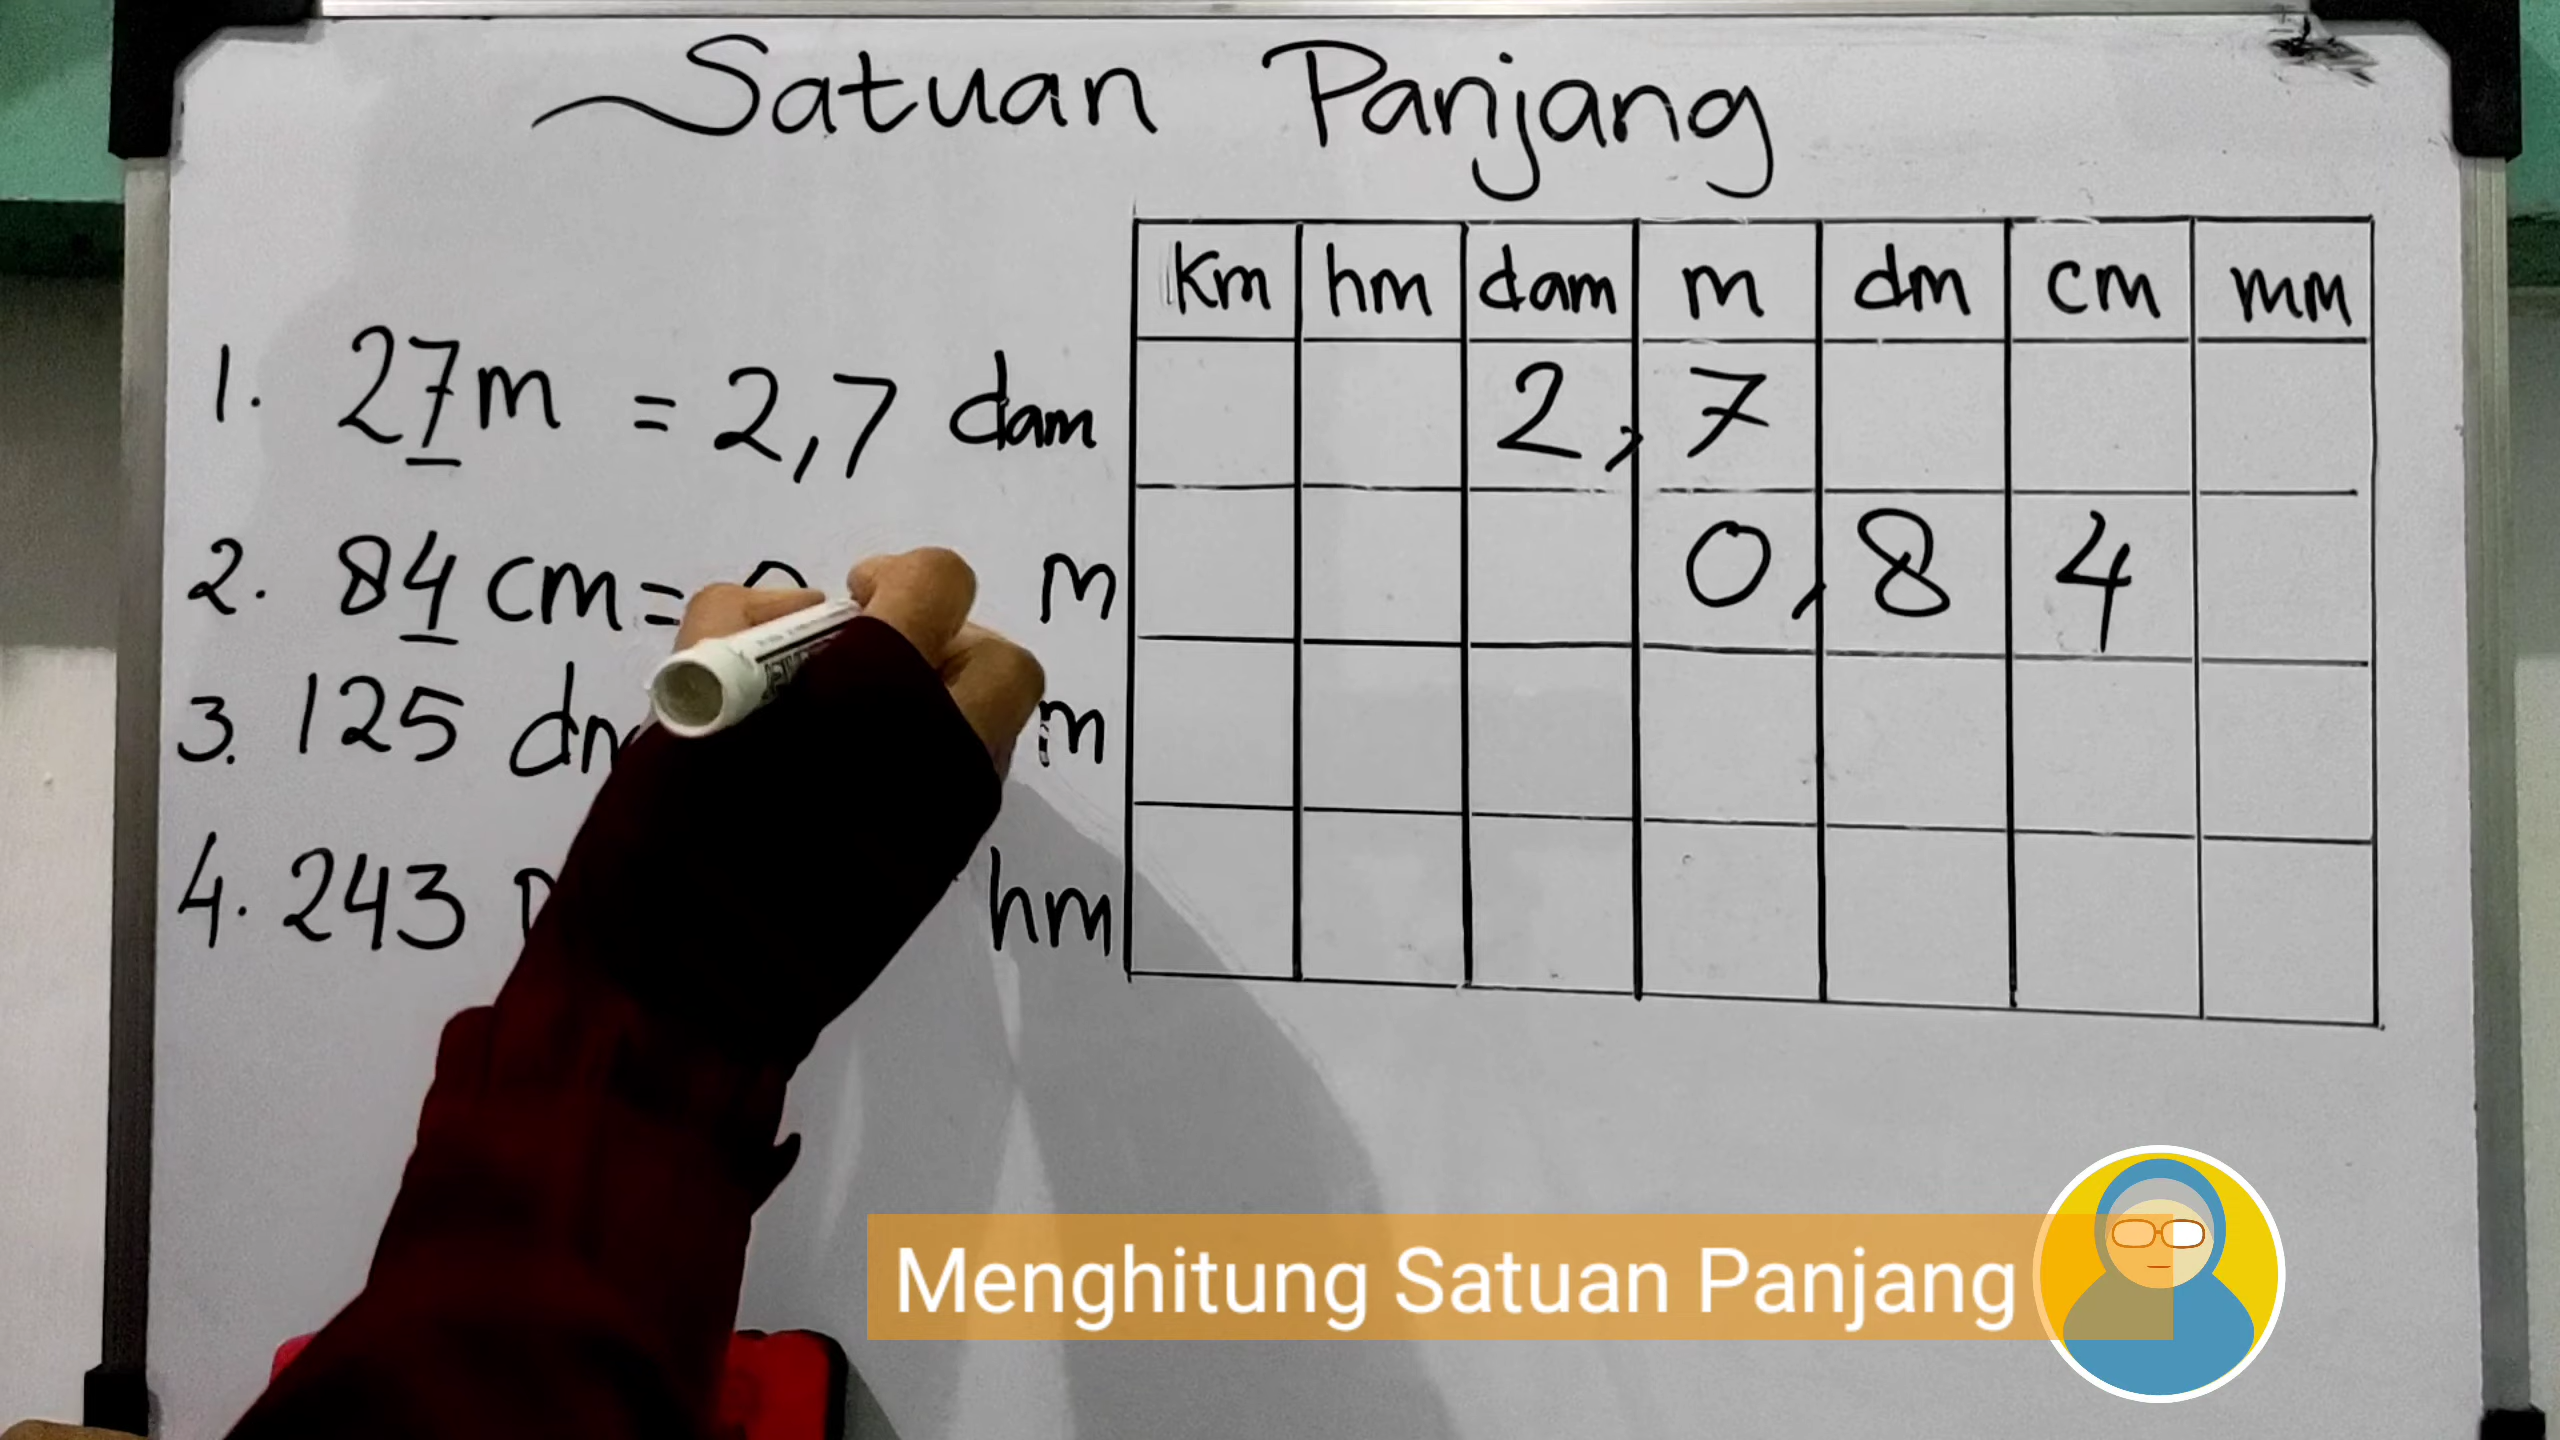 Satuan Panjang
Km hm dam m dm cm mm
1. 27 m = 2,7 dam
2,7
2. 84 cm = m
0,84
3. 125 m
4. 243 hm
Menghitung Satuan Panjang